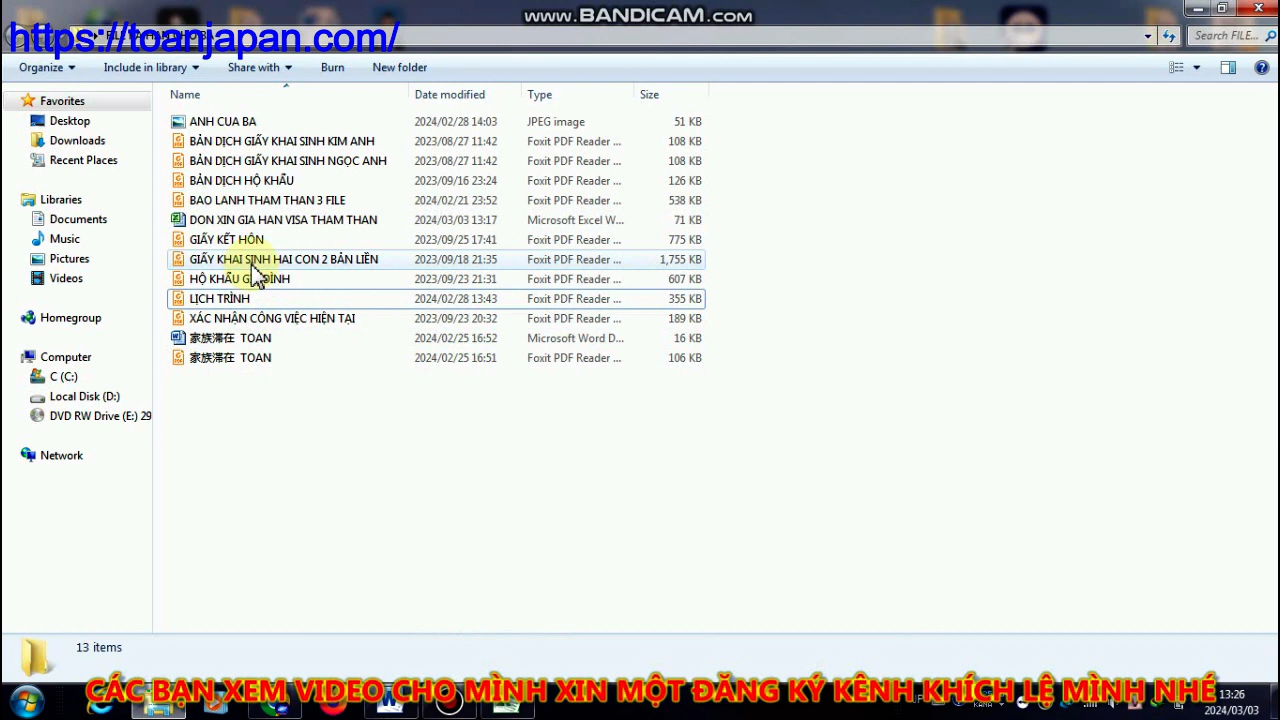 www.BANDICAM.com
https://toanjapan.com/
Search FILE...
Organize
Include in library
Share with
Burn
New folder
Name
Date modified
Type
Size
Favorites
Desktop
Downloads
Recent Places
Libraries
Documents
Music
Pictures
Videos
Homegroup
Computer
C (C:)
Local Disk (D:)
DVD RW Drive (E:) 29
Network
ANH CUA BA 2024/02/28 14:03 JPEG image 51 KB
BẢN DỊCH GIẤY KHAI SINH KIM ANH 2023/08/27 11:42 Foxit PDF Reader ... 108 KB
BẢN DỊCH GIẤY KHAI SINH NGỌC ANH 2023/08/27 11:42 Foxit PDF Reader ... 108 KB
BẢN DỊCH HỘ KHẨU 2023/09/16 23:24 Foxit PDF Reader ... 126 KB
BAO LANH THAM THAN 3 FILE 2024/02/21 23:52 Foxit PDF Reader ... 538 KB
DON XIN GIA HAN VISA THAM THAN 2024/03/03 13:17 Microsoft Excel W... 71 KB
GIẤY KẾT HÔN 2023/09/25 17:41 Foxit PDF Reader ... 775 KB
GIẤY KHAI SINH HAI CON 2 BẢN LIỀN 2023/09/18 21:35 Foxit PDF Reader ... 1,755 KB
HỘ KHẨU GIA ĐÌNH 2023/09/23 21:31 Foxit PDF Reader ... 607 KB
LỊCH TRÌNH 2024/02/28 13:43 Foxit PDF Reader ... 355 KB
XÁC NHẬN CÔNG VIỆC HIỆN TẠI 2023/09/23 20:32 Foxit PDF Reader ... 189 KB
家族滞在 TOAN 2024/02/25 16:52 Microsoft Word D... 16 KB
家族滞在 TOAN 2024/02/25 16:51 Foxit PDF Reader ... 106 KB
13 items
CÁC BẠN XEM VIDEO CHO MÌNH XIN MỘT ĐĂNG KÝ KÊNH KHÍCH LỆ MÌNH NHÉ
13:26
2024/03/03